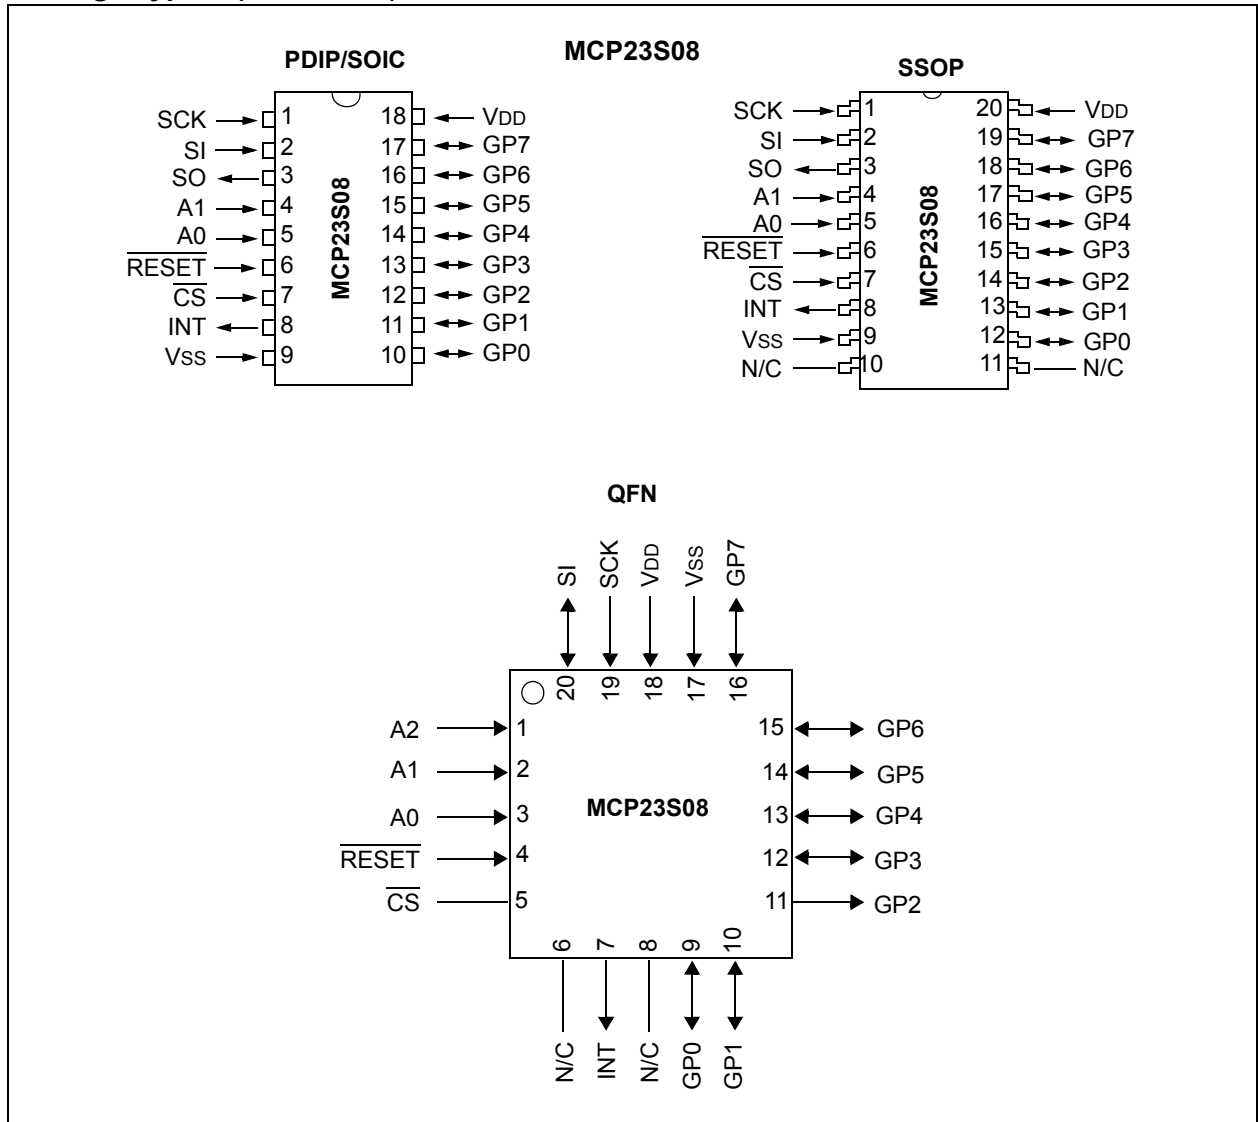 MCP23S08
PDIP/SOIC
SCK 1 18 VDD
SI 2 17 GP7
SO 3 16 GP6
A1 4 15 GP5
A0 5 14 GP4
RESET 6 13 GP3
CS 7 12 GP2
INT 8 11 GP1
VSS 9 10 GP0
MCP23S08
SSOP
SCK 1 20 VDD
SI 2 19 GP7
SO 3 18 GP6
A1 4 17 GP5
A0 5 16 GP4
RESET 6 15 GP3
CS 7 14 GP2
INT 8 13 GP1
VSS 9 12 GP0
N/C 10 11 N/C
MCP23S08
QFN
SI SCK VDD VSS GP7
20 19 18 17 16
A2 1 15 GP6
A1 2 14 GP5
A0 3 13 GP4
MCP23S08
RESET 4 12 GP3
CS 5 11 GP2
6 7 8 9 10
N/C INT N/C GP0 GP1